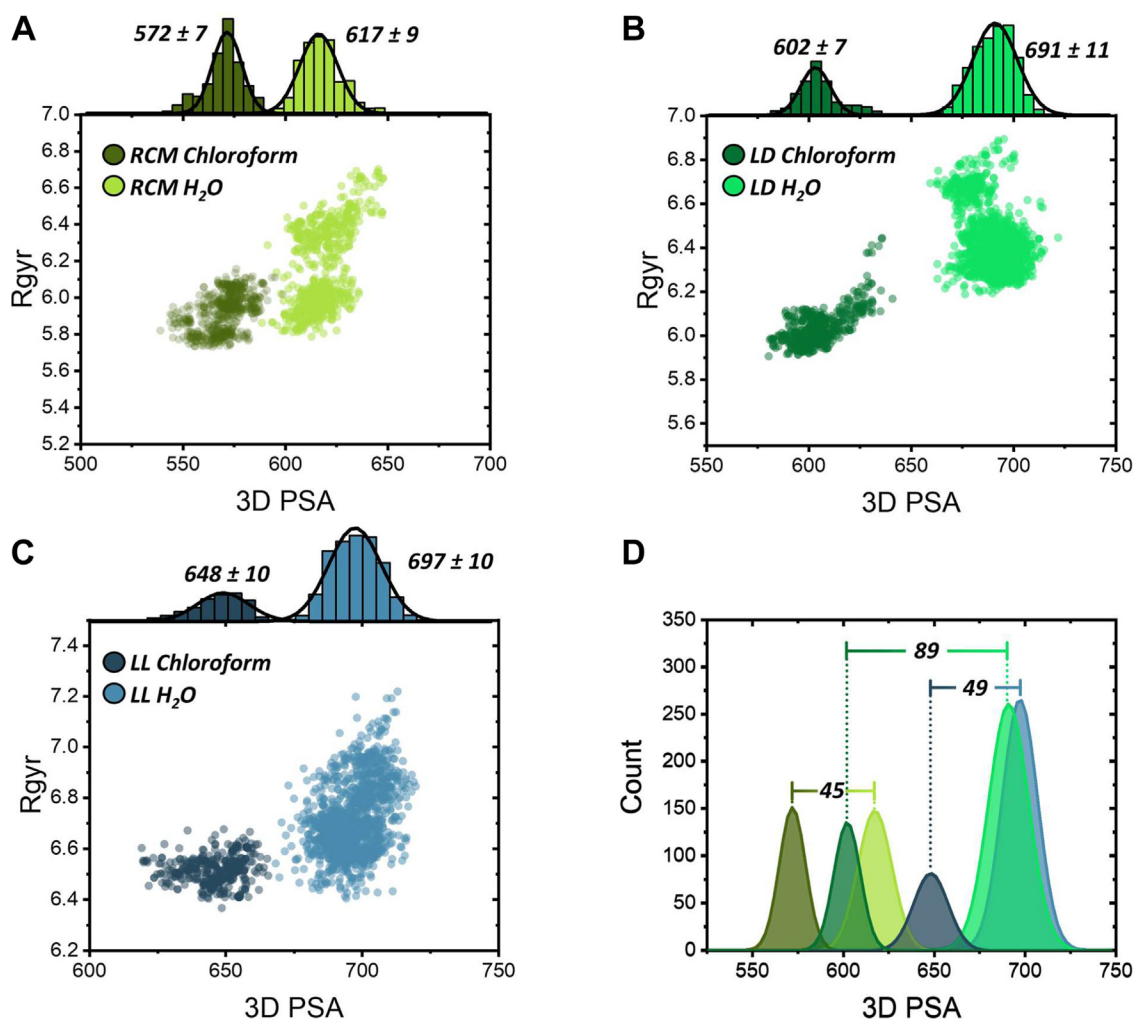 A
572 ± 7
617 ± 9
7.0
6.8
6.6
6.4
6.2
6.0
5.8
5.6
5.4
5.2
Rgyr
RCM Chloroform
RCM H₂O
500
550
600
650
700
3D PSA
B
602 ± 7
691 ± 11
7.0
6.8
6.6
6.4
6.2
6.0
5.8
5.6
Rgyr
LD Chloroform
LD H₂O
550
600
650
700
750
3D PSA
C
648 ± 10
697 ± 10
7.4
7.2
7.0
6.8
6.6
6.4
6.2
Rgyr
LL Chloroform
LL H₂O
600
650
700
750
3D PSA
D
350
300
250
200
150
100
50
0
Count
89
49
45
550
600
650
700
750
3D PSA